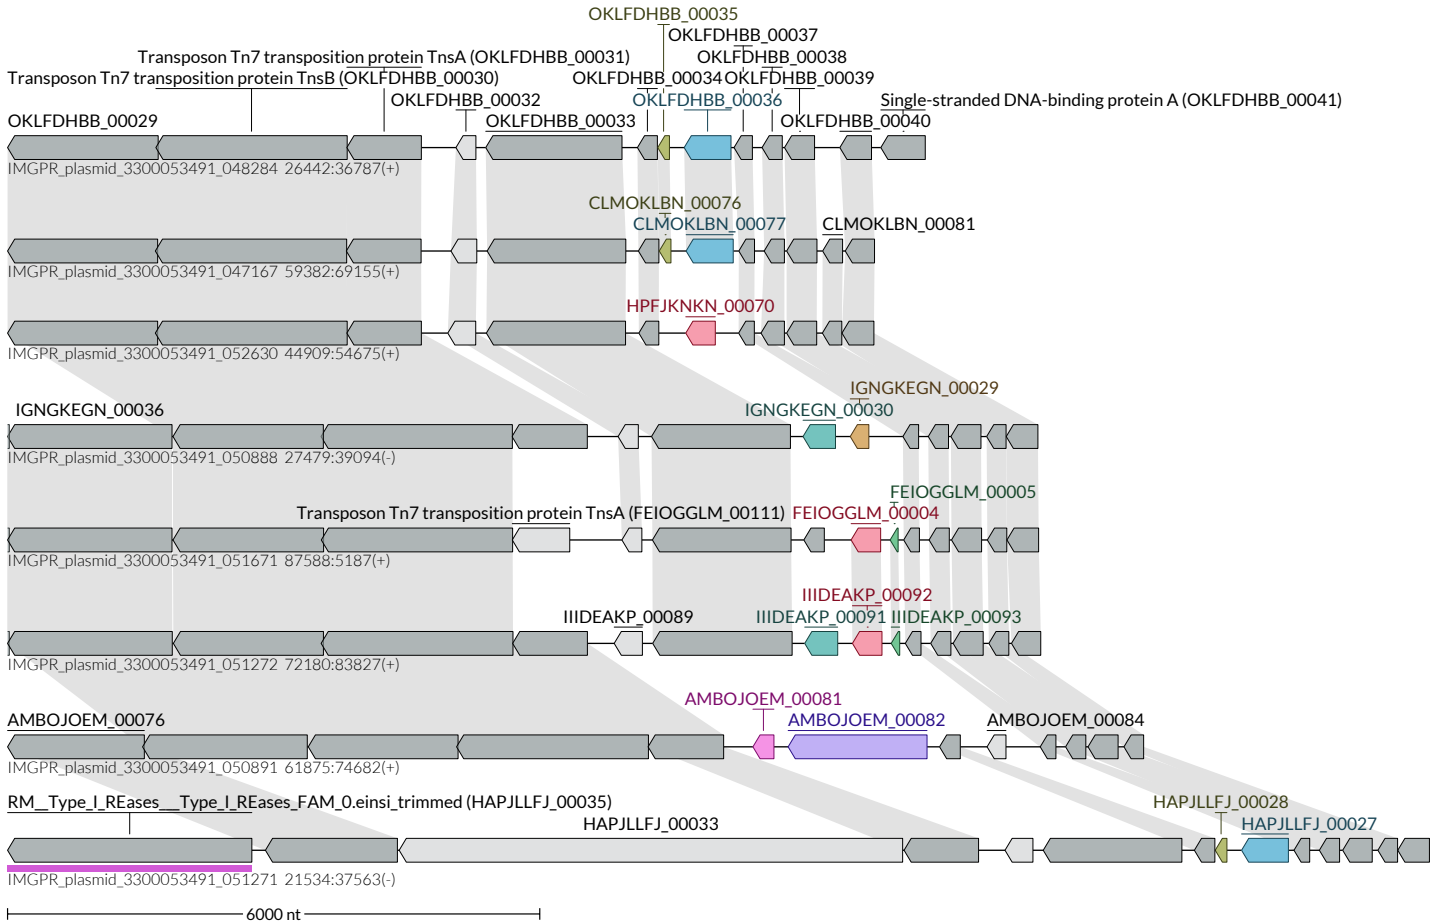 OKLFDHBB_00035
OKLFDHBB_00037
Transposon Tn7 transposition protein TnsA (OKLFDHBB_00031)
OKLFDHBB_00038
Transposon Tn7 transposition protein TnsB (OKLFDHBB_00030)
OKLFDHBB_00034
OKLFDHBB_00039
OKLFDHBB_00032
OKLFDHBB_00036
Single-stranded DNA-binding protein A (OKLFDHBB_00041)
OKLFDHBB_00029
OKLFDHBB_00033
OKLFDHBB_00040
IMGPR_plasmid_3300053491_048284 26442:36787(+)
CLMOKLBN_00076
CLMOKLBN_00077
CLMOKLBN_00081
IMGPR_plasmid_3300053491_047167 59382:69155(+)
HPFJKNKN_00070
IMGPR_plasmid_3300053491_052630 44909:54675(+)
IGNGKEGN_00029
IGNGKEGN_00036
IGNGKEGN_00030
IMGPR_plasmid_3300053491_050888 27479:39094(-)
FEIOGGLM_00005
Transposon Tn7 transposition protein TnsA (FEIOGGLM_00111)
FEIOGGLM_00004
IMGPR_plasmid_3300053491_051671 87588:5187(+)
IIIDEAKP_00092
IIIDEAKP_00089
IIIDEAKP_00091
IIIDEAKP_00093
IMGPR_plasmid_3300053491_051272 72180:83827(+)
AMBOJOEM_00081
AMBOJOEM_00076
AMBOJOEM_00082
AMBOJOEM_00084
IMGPR_plasmid_3300053491_050891 61875:74682(+)
RM__Type_I_REases___Type_I_REases_FAM_0.einsi_trimmed (HAPJLLFJ_00035)
HAPJLLFJ_00028
HAPJLLFJ_00033
HAPJLLFJ_00027
IMGPR_plasmid_3300053491_051271 21534:37563(-)
6000 nt